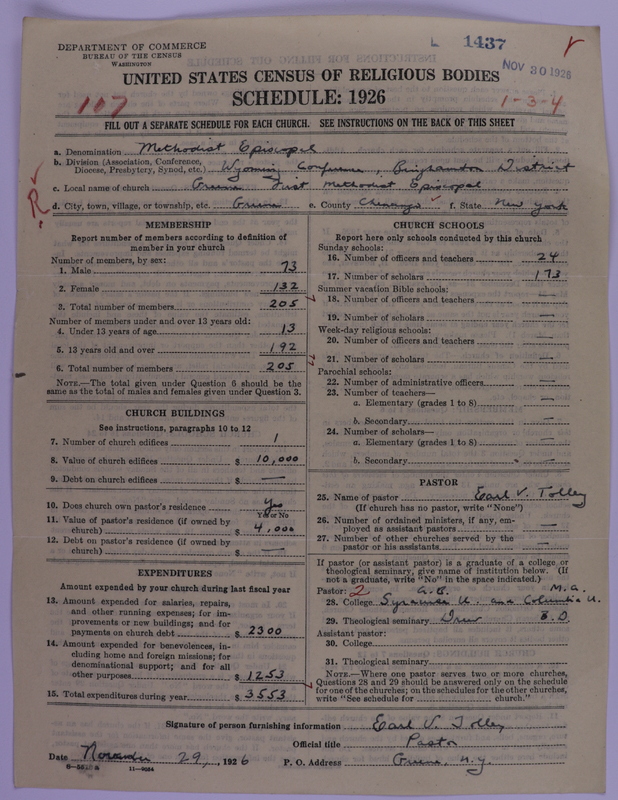 DEPARTMENT OF COMMERCE
BUREAU OF THE CENSUS
WASHINGTON
L 1437
NOV 30 1926
UNITED STATES CENSUS OF RELIGIOUS BODIES
SCHEDULE: 1926
107
1-3-4
FILL OUT A SEPARATE SCHEDULE FOR EACH CHURCH. SEE INSTRUCTIONS ON THE BACK OF THIS SHEET
a. Denomination Methodist Episcopal
b. Division (Association, Conference, Diocese, Presbytery, Synod, etc.) Wyoming Conference, Binghamton District
c. Local name of church Greene First Methodist Episcopal
d. City, town, village, or township, etc. Greene e. County Chenango f. State New York
R
MEMBERSHIP
Report number of members according to definition of
member in your church
Number of members, by sex:
1. Male 73
2. Female 132
3. Total number of members 205
Number of members under and over 13 years old:
4. Under 13 years of age 13
5. 13 years old and over 192
6. Total number of members 205
NOTE.—The total given under Question 6 should be
same as the total of males and females given under Question 3.
CHURCH BUILDINGS
See instructions, paragraphs 10 to 12
7. Number of church edifices 1
8. Value of church edifices $ 10,000
9. Debt on church edifices $ —
10. Does church own pastor's residence Yes
Yes or No
11. Value of pastor's residence (if owned by
church) $ 4,000
12. Debt on pastor's residence (if owned by
church) $ —
EXPENDITURES
Amount expended by your church during last fiscal year
13. Amount expended for salaries, repairs,
and other running expenses; for im-
provements or new buildings; and for
payments on church debt $ 2300
14. Amount expended for benevolences, in-
cluding home and foreign missions; for
denominational support; and for all
other purposes $ 1253
15. Total expenditures during year $ 3553
CHURCH SCHOOLS
Report here only schools conducted by this church
Sunday schools:
16. Number of officers and teachers 24
17. Number of scholars 173
Summer vacation Bible schools:
18. Number of officers and teachers —
19. Number of scholars —
Week-day religious schools:
20. Number of officers and teachers —
21. Number of scholars —
Parochial schools:
22. Number of administrative officers —
23. Number of teachers—
a. Elementary (grades 1 to 8) —
b. Secondary —
24. Number of scholars—
a. Elementary (grades 1 to 8) —
b. Secondary —
PASTOR
25. Name of pastor Earl V. Tolley
(If church has no pastor, write "None")
26. Number of ordained ministers, if any, em-
ployed as assistant pastors —
27. Number of other churches served by the
pastor or his assistants —
If pastor (or assistant pastor) is a graduate of a college or
theological seminary, give name of institution below. (If
not a graduate, write "No" in the space indicated.)
Pastor: 2 A.B. M.A.
28. College Syracuse U. and Columbia U.
29. Theological seminary Drew B.D.
Assistant pastor:
30. College
31. Theological seminary
NOTE.—Where one pastor serves two or more churches,
Questions 28 and 29 should be answered only on the schedule
for one of the churches; on the schedules for the other churches,
write "See schedule for church."
Signature of person furnishing information Earl V. Tolley
Official title Pastor
Date November 29, 1926 P. O. Address Greene, N.Y.
11-9084